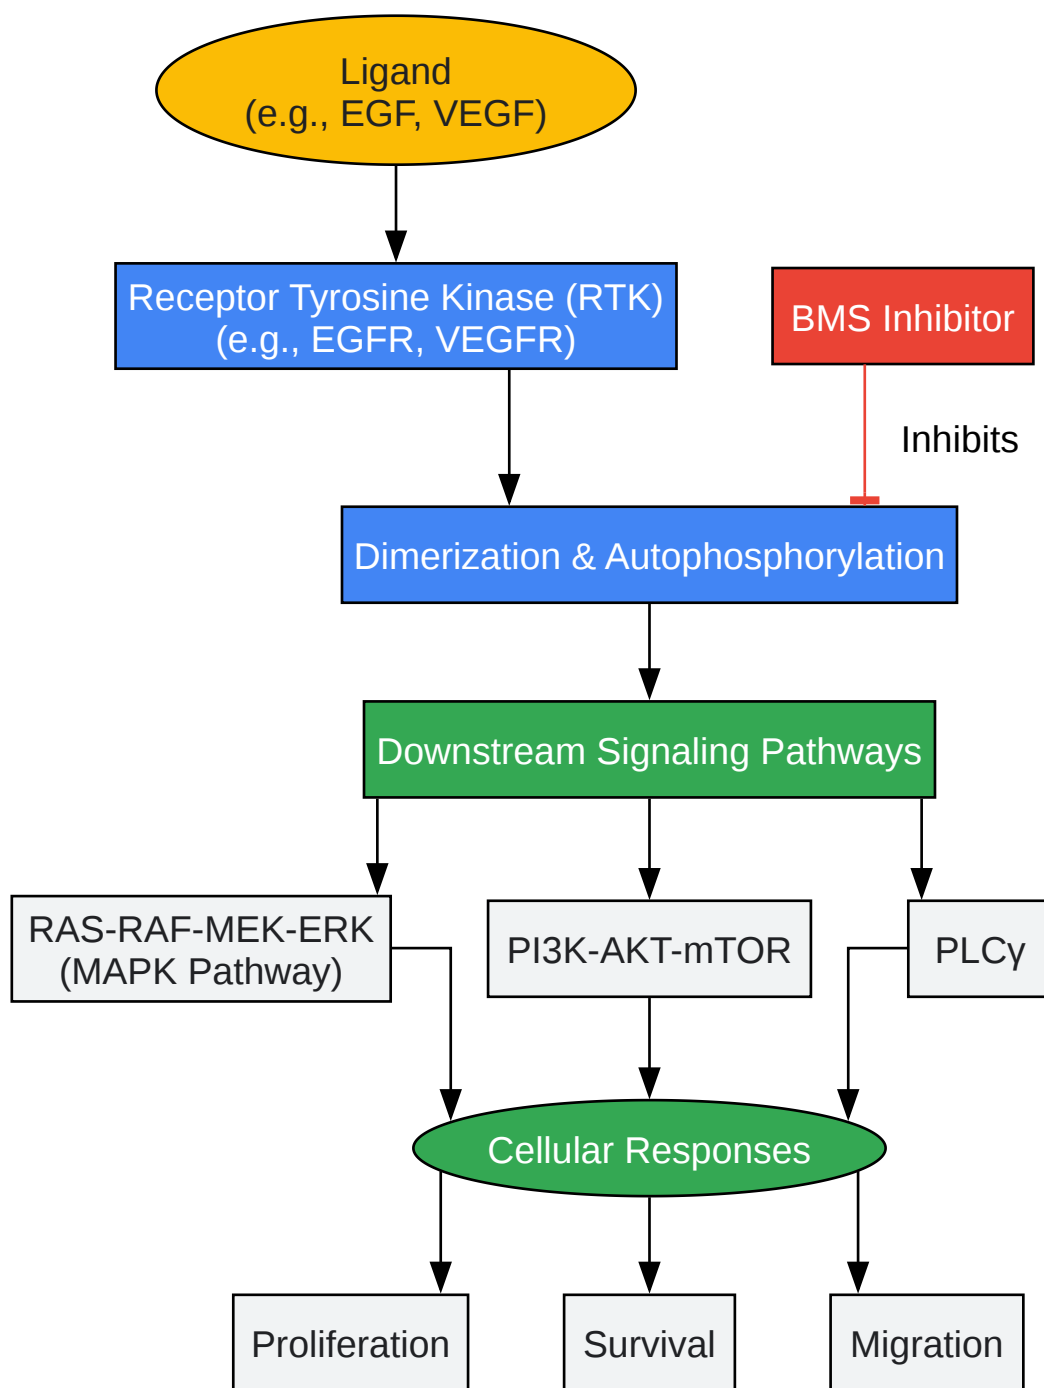 Ligand
(e.g., EGF, VEGF)
Receptor Tyrosine Kinase (RTK)
(e.g., EGFR, VEGFR)
BMS Inhibitor
Inhibits
Dimerization & Autophosphorylation
Downstream Signaling Pathways
RAS-RAF-MEK-ERK
(MAPK Pathway)
PI3K-AKT-mTOR
PLCγ
Cellular Responses
Proliferation
Survival
Migration